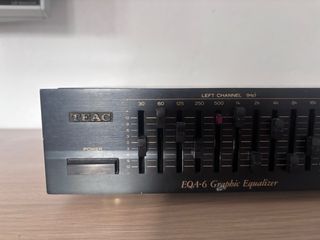 LEFT CHANNEL (Hz)
30 60 125 250 500 1k 2k 4k 8k
TEAC
POWER
EQA-6 Graphic Equalizer